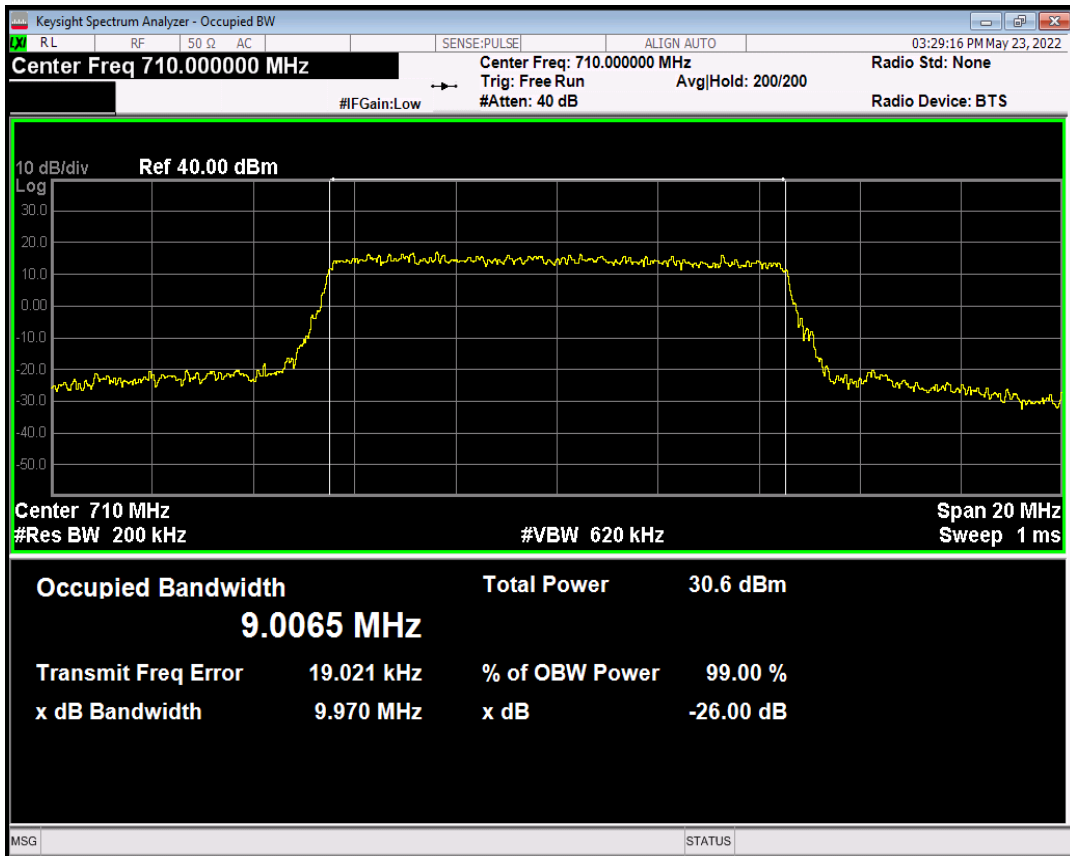 Keysight Spectrum Analyzer - Occupied BW
LXI RL RF 50 Ω AC SENSE:PULSE ALIGN AUTO 03:29:16 PM May 23, 2022
Center Freq 710.000000 MHz Center Freq: 710.000000 MHz Radio Std: None
Trig: Free Run Avg|Hold: 200/200
#IFGain:Low #Atten: 40 dB Radio Device: BTS
10 dB/div Ref 40.00 dBm
Log
30.0
20.0
10.0
0.00
-10.0
-20.0
-30.0
-40.0
-50.0
Center 710 MHz Span 20 MHz
#Res BW 200 kHz #VBW 620 kHz Sweep 1 ms
Occupied Bandwidth Total Power 30.6 dBm
9.0065 MHz
Transmit Freq Error 19.021 kHz % of OBW Power 99.00 %
x dB Bandwidth 9.970 MHz x dB -26.00 dB
MSG STATUS